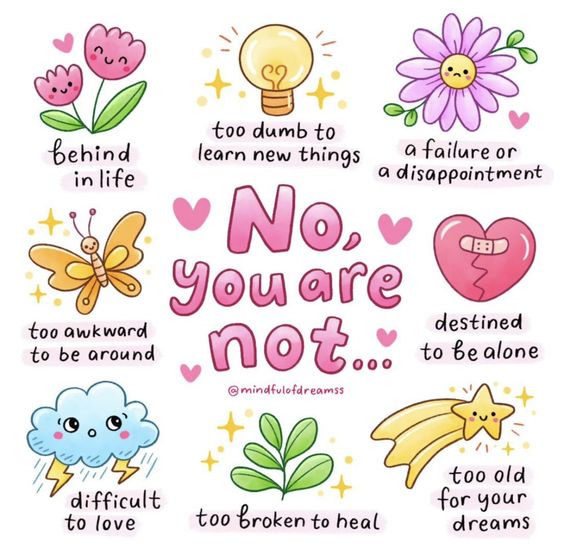 behind
in life
too dumb to
learn new things
a failure or
a disappointment
No,
you are
not...
@mindfulofdreamss
too awkward
to be around
destined
to be alone
difficult
to love
too broken to heal
too old
for your
dreams